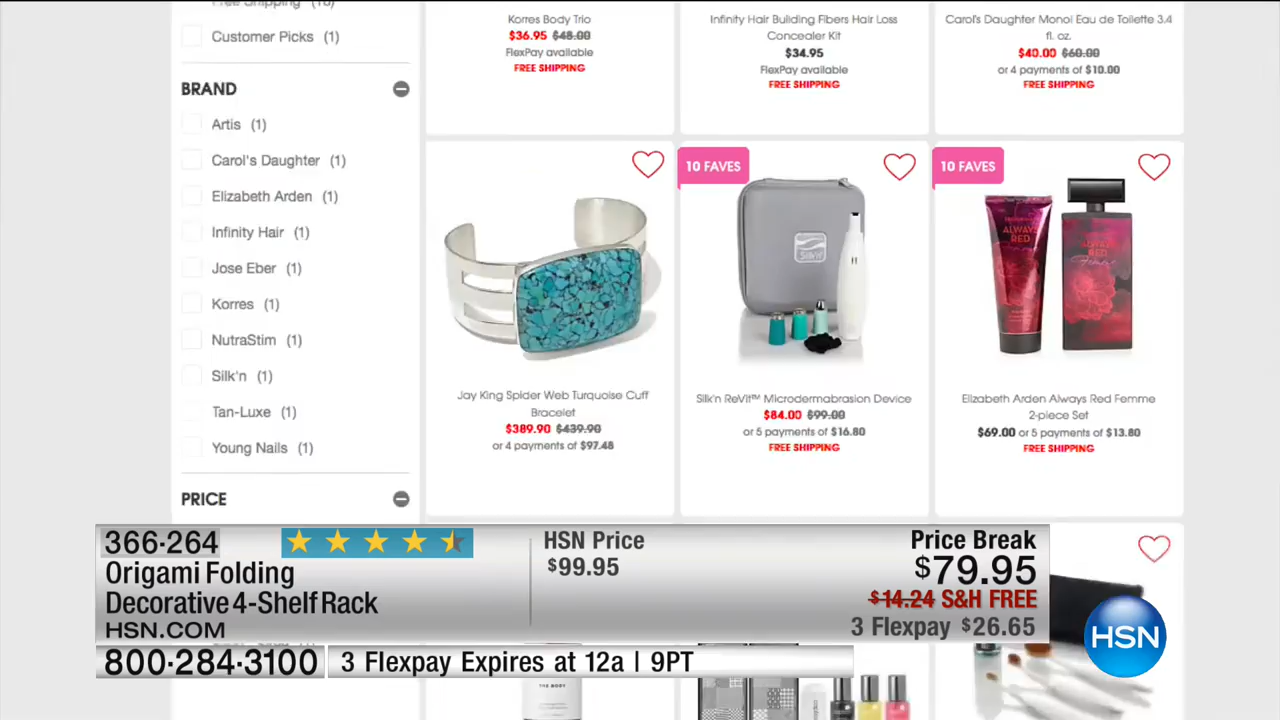 Free Shipping (18)
Customer Picks (1)
BRAND
Artis (1)
Carol's Daughter (1)
Elizabeth Arden (1)
Infinity Hair (1)
Jose Eber (1)
Korres (1)
NutraStim (1)
Silk'n (1)
Tan-Luxe (1)
Young Nails (1)
PRICE
Korres Body Trio
$36.95 $48.00
FlexPay available
FREE SHIPPING
Infinity Hair Building Fibers Hair Loss
Concealer Kit
$34.95
FlexPay available
FREE SHIPPING
Carol's Daughter Monoi Eau de Toilette 3.4
fl. oz.
$40.00 $60.00
or 4 payments of $10.00
FREE SHIPPING
Jay King Spider Web Turquoise Cuff
Bracelet
$389.90 $439.90
or 4 payments of $97.48
10 FAVES
Silk'n
Silk'n ReVit™ Microdermabrasion Device
$84.00 $99.00
or 5 payments of $16.80
FREE SHIPPING
10 FAVES
ALWAYS
RED
ALWAYS
RED
Femme
Elizabeth Arden Always Red Femme
2-piece Set
$69.00 or 5 payments of $13.80
FREE SHIPPING
366-264
Origami Folding
Decorative 4-Shelf Rack
HSN.COM
HSN Price
$99.95
Price Break
$79.95
$14.24 S&H FREE
3 Flexpay $26.65
HSN
800-284-3100
3 Flexpay Expires at 12a | 9PT
THE BODY